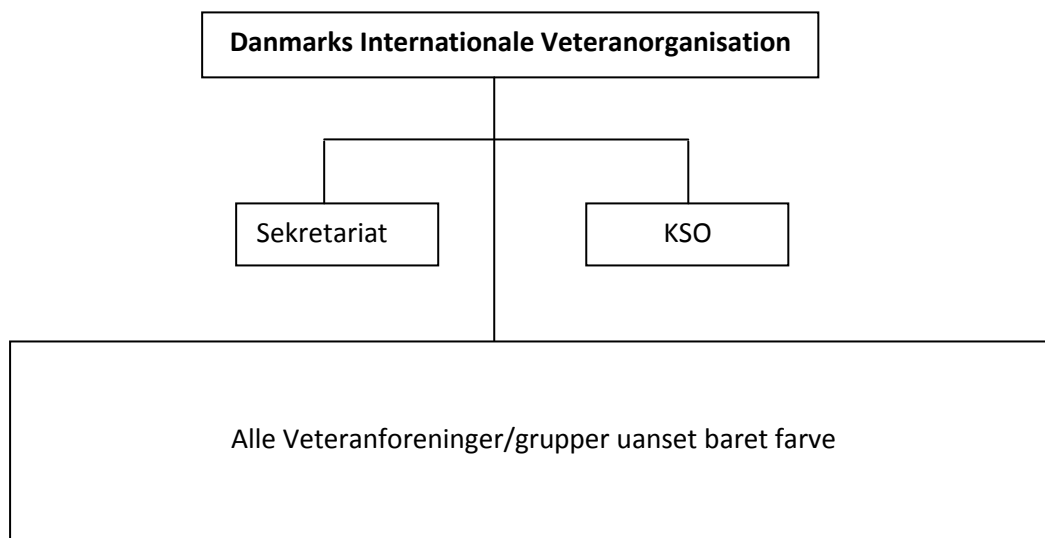 Danmarks Internationale Veteranorganisation
Sekretariat
KSO
Alle Veteranforeninger/grupper uanset baret farve